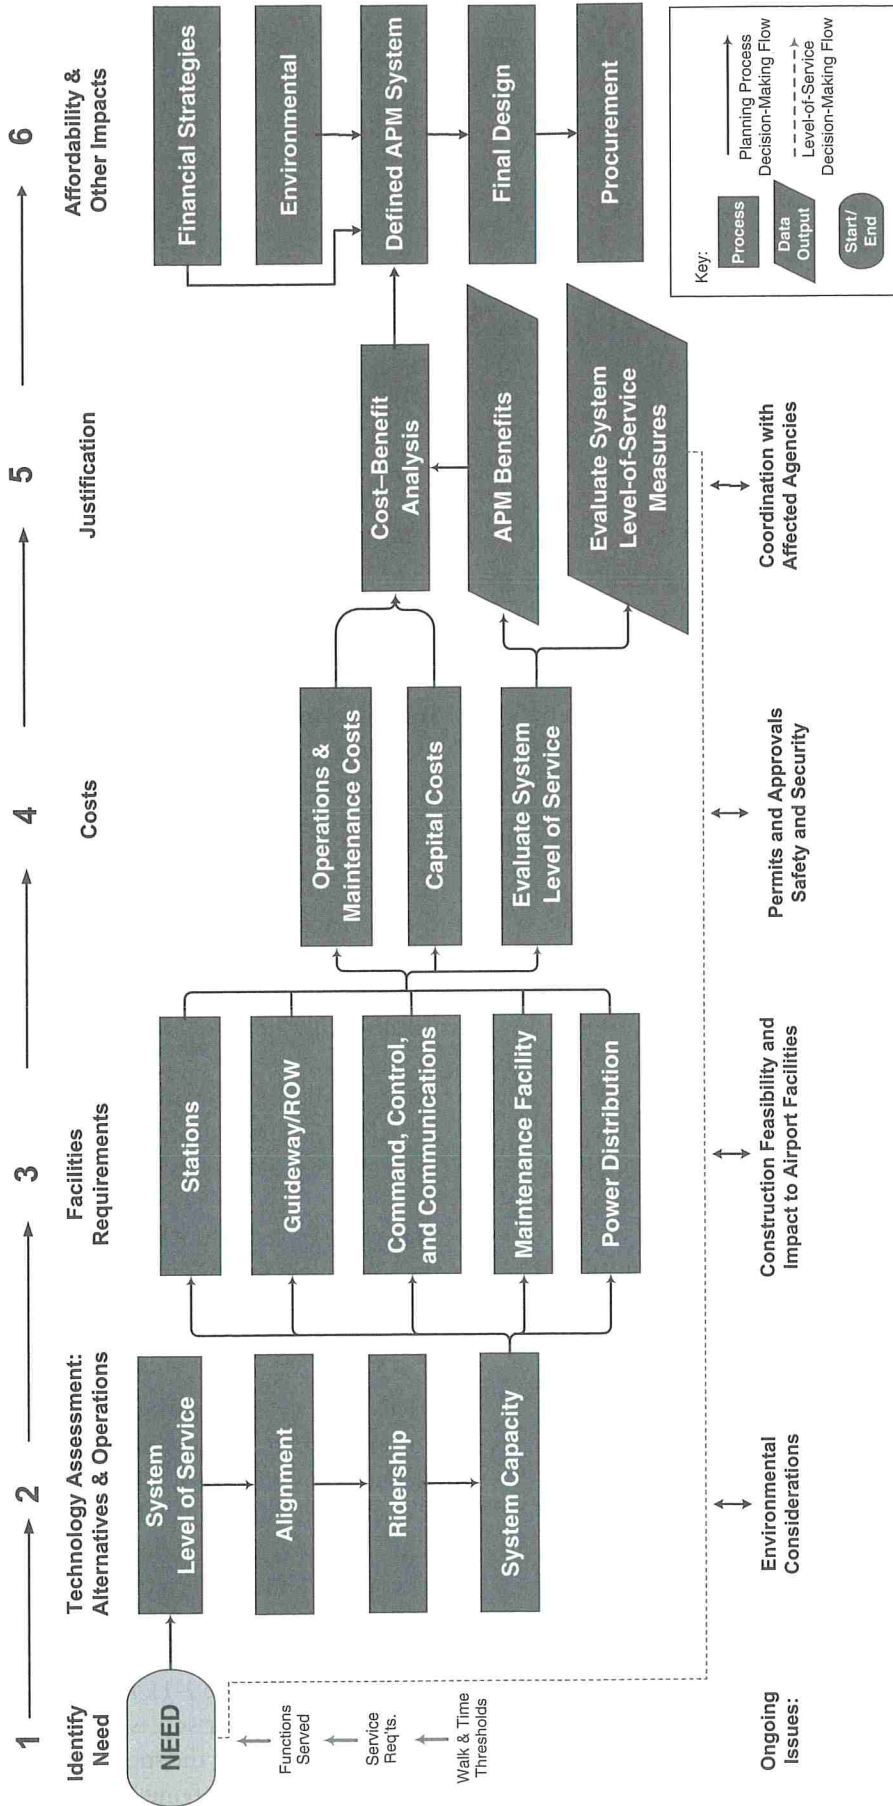 1
2
3
4
5
6
Identify
Need
Technology Assessment:
Alternatives & Operations
Facilities
Requirements
Costs
Justification
Affordability &
Other Impacts
NEED
Functions
Served
Service
Req'ts.
Walk & Time
Thresholds
System
Level of Service
Alignment
Ridership
System Capacity
Stations
Guideway/ROW
Command, Control,
and Communications
Maintenance Facility
Power Distribution
Operations &
Maintenance Costs
Capital Costs
Evaluate System
Level of Service
Cost–Benefit
Analysis
APM Benefits
Evaluate System
Level-of-Service
Measures
Financial Strategies
Environmental
Defined APM System
Final Design
Procurement
Ongoing
Issues:
Environmental
Considerations
Construction Feasibility and
Impact to Airport Facilities
Permits and Approvals
Safety and Security
Coordination with
Affected Agencies
Key:
Process
Data
Output
Start/
End
Planning Process
Decision-Making Flow
Level-of-Service
Decision-Making Flow